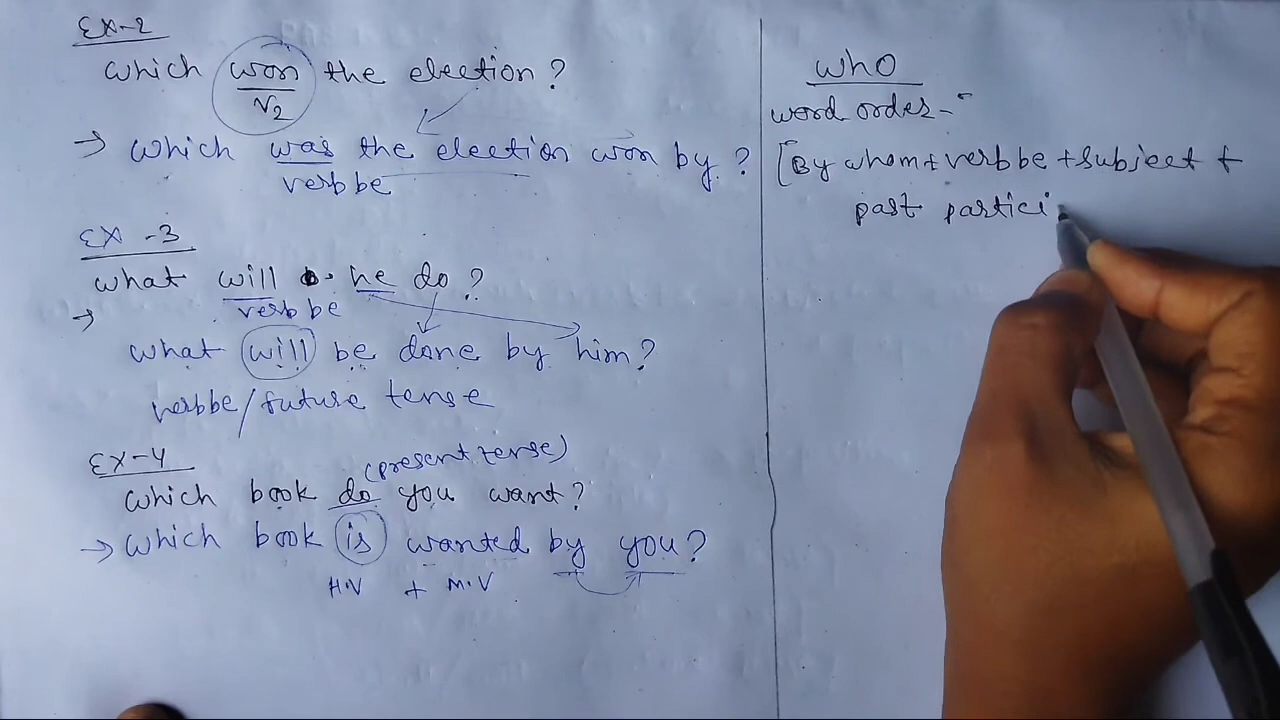 Ex-2
which won the election?
V2
→ which was the election won by?
verb be
Ex-3
what will he do?
verb be
→
what will be done by him?
verb be/future tense
Ex-4
(present tense)
which book do you want?
→ which book is wanted by you?
H.V + M.V
who
word order-
[By whom + verb be + subject +
past partici